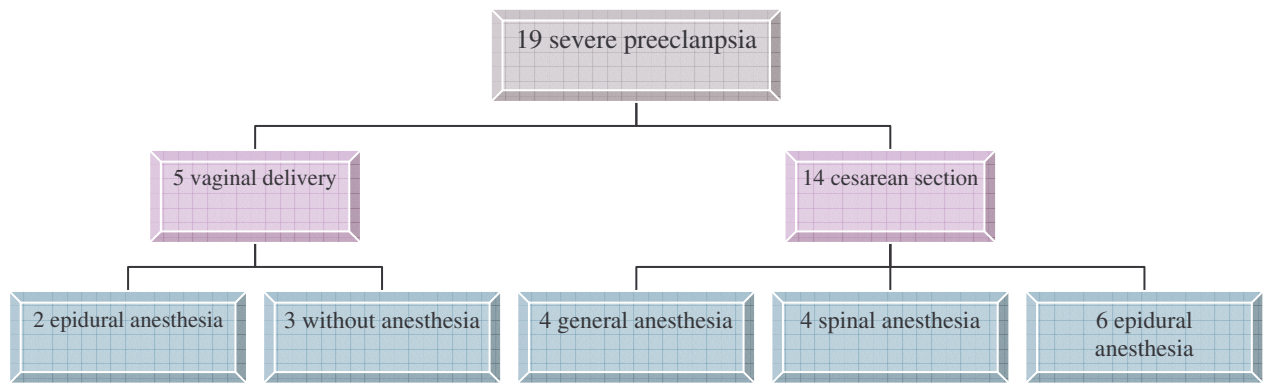 19 severe preeclanpsia
5 vaginal delivery
14 cesarean section
2 epidural anesthesia
3 without anesthesia
4 general anesthesia
4 spinal anesthesia
6 epidural
anesthesia